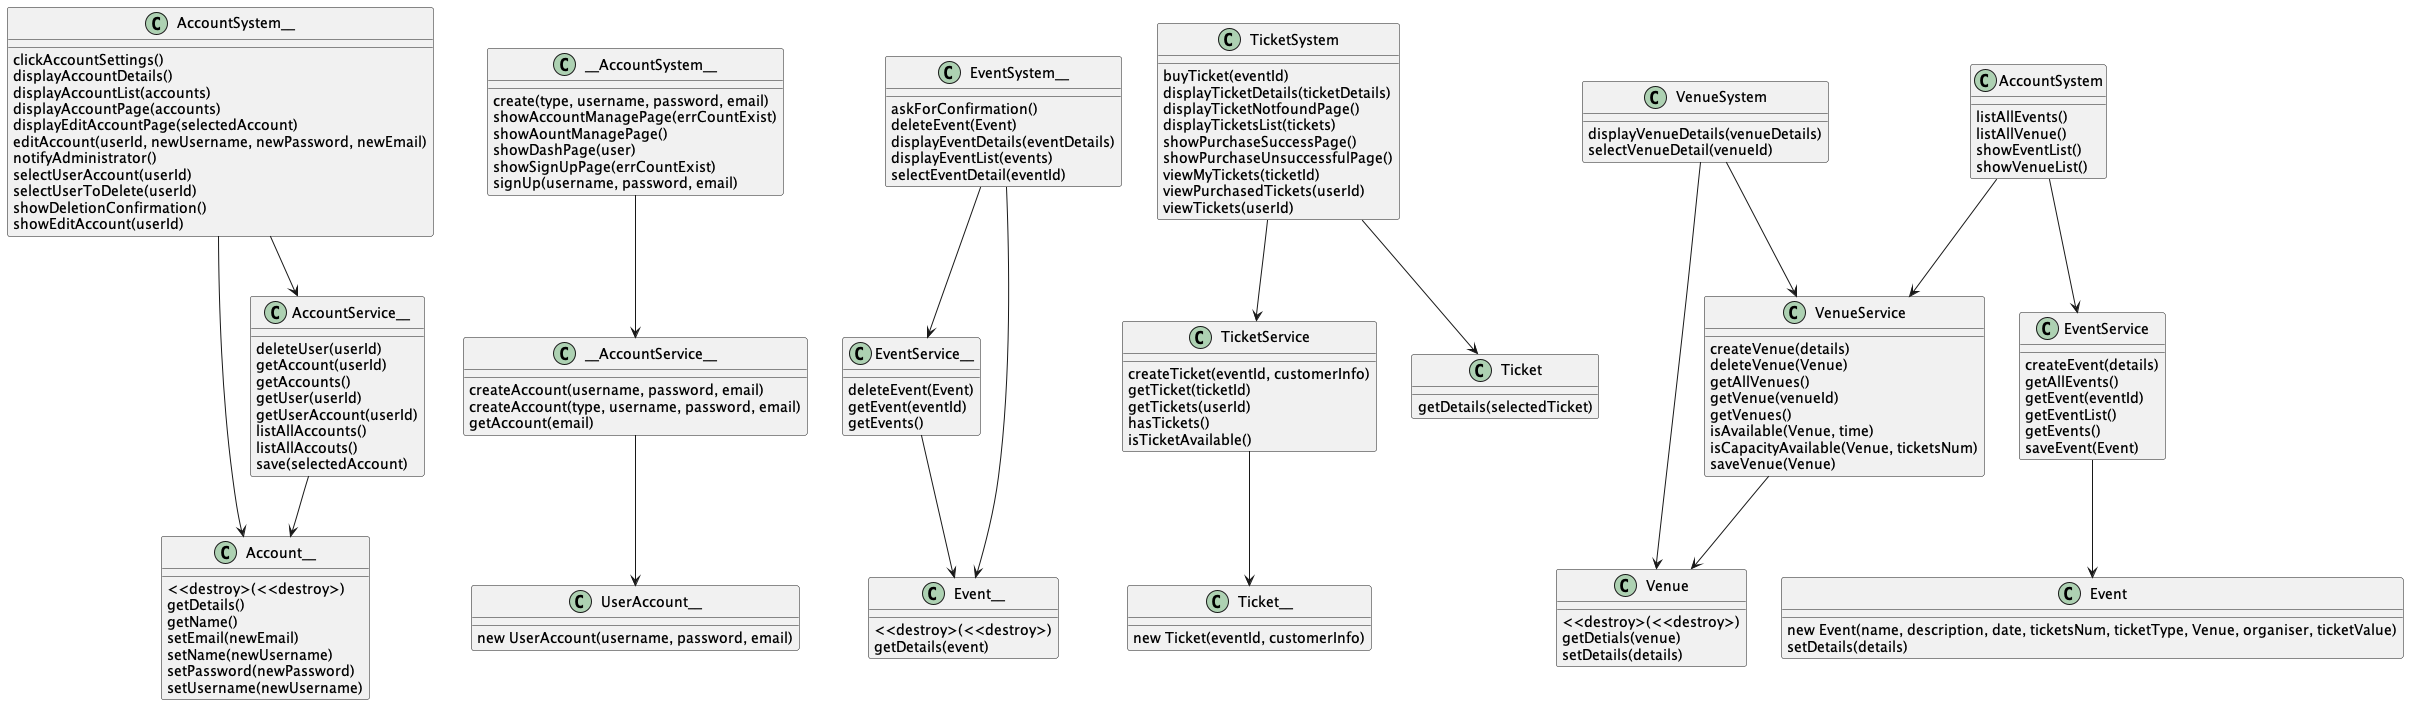 C AccountSystem__
clickAccountSettings()
displayAccountDetails()
displayAccountList(accounts)
displayAccountPage(accounts)
displayEditAccountPage(selectedAccount)
editAccount(userId, newUsername, newPassword, newEmail)
notifyAdministrator()
selectUserAccount(userId)
selectUserToDelete(userId)
showDeletionConfirmation()
showEditAccount(userId)
C __AccountSystem__
create(type, username, password, email)
showAccountManagePage(errCountExist)
showAountManagePage()
showDashPage(user)
showSignUpPage(errCountExist)
signUp(username, password, email)
C EventSystem__
askForConfirmation()
deleteEvent(Event)
displayEventDetails(eventDetails)
displayEventList(events)
selectEventDetail(eventId)
C TicketSystem
buyTicket(eventId)
displayTicketDetails(ticketDetails)
displayTicketNotfoundPage()
displayTicketsList(tickets)
showPurchaseSuccessPage()
showPurchaseUnsuccessfulPage()
viewMyTickets(ticketId)
viewPurchasedTickets(userId)
viewTickets(userId)
C VenueSystem
displayVenueDetails(venueDetails)
selectVenueDetail(venueId)
C AccountSystem
listAllEvents()
listAllVenue()
showEventList()
showVenueList()
C AccountService__
deleteUser(userId)
getAccount(userId)
getAccounts()
getUser(userId)
getUserAccount(userId)
listAllAccounts()
listAllAccouts()
save(selectedAccount)
C __AccountService__
createAccount(username, password, email)
createAccount(type, username, password, email)
getAccount(email)
C EventService__
deleteEvent(Event)
getEvent(eventId)
getEvents()
C TicketService
createTicket(eventId, customerInfo)
getTicket(ticketId)
getTickets(userId)
hasTickets()
isTicketAvailable()
C Ticket
getDetails(selectedTicket)
C VenueService
createVenue(details)
deleteVenue(Venue)
getAllVenues()
getVenue(venueId)
getVenues()
isAvailable(Venue, time)
isCapacityAvailable(Venue, ticketsNum)
saveVenue(Venue)
C EventService
createEvent(details)
getAllEvents()
getEvent(eventId)
getEventList()
getEvents()
saveEvent(Event)
C Account__
<<destroy>(<<destroy>)
getDetails()
getName()
setEmail(newEmail)
setName(newUsername)
setPassword(newPassword)
setUsername(newUsername)
C UserAccount__
new UserAccount(username, password, email)
C Event__
<<destroy>(<<destroy>)
getDetails(event)
C Ticket__
new Ticket(eventId, customerInfo)
C Venue
<<destroy>(<<destroy>)
getDetials(venue)
setDetails(details)
C Event
new Event(name, description, date, ticketsNum, ticketType, Venue, organiser, ticketValue)
setDetails(details)